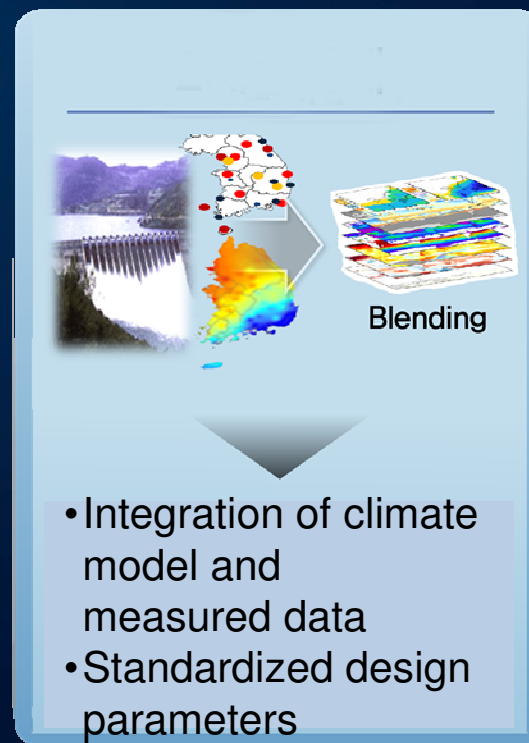 Blending
•Integration of climate
model and
measured data
•Standardized design
parameters